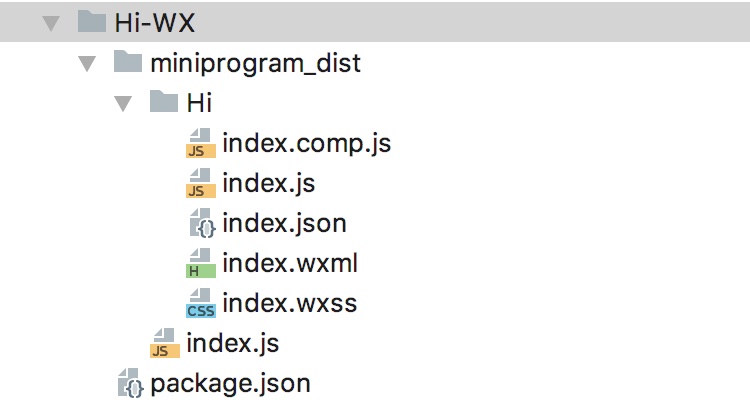 Hi-WX
miniprogram_dist
Hi
JS index.comp.js
JS index.js
{} index.json
H index.wxml
CSS index.wxss
JS index.js
{} package.json